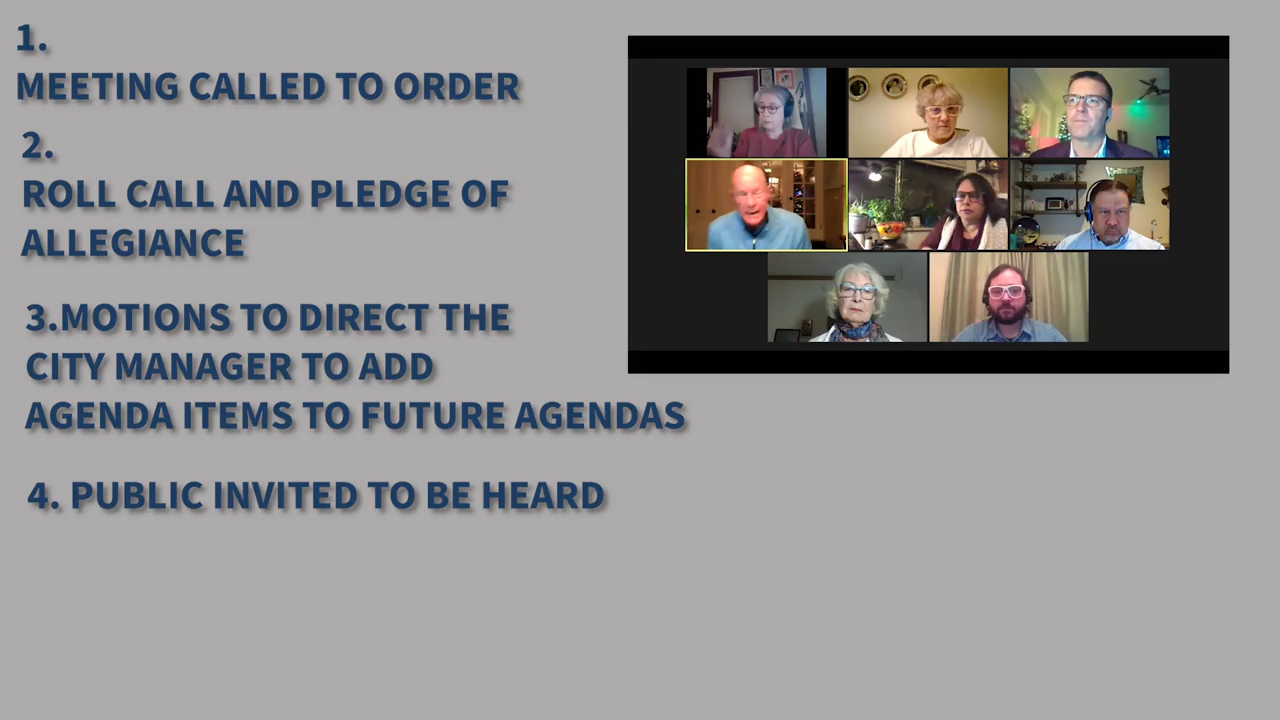 1.
MEETING CALLED TO ORDER
2.
ROLL CALL AND PLEDGE OF
ALLEGIANCE
3.MOTIONS TO DIRECT THE
CITY MANAGER TO ADD
AGENDA ITEMS TO FUTURE AGENDAS
4. PUBLIC INVITED TO BE HEARD